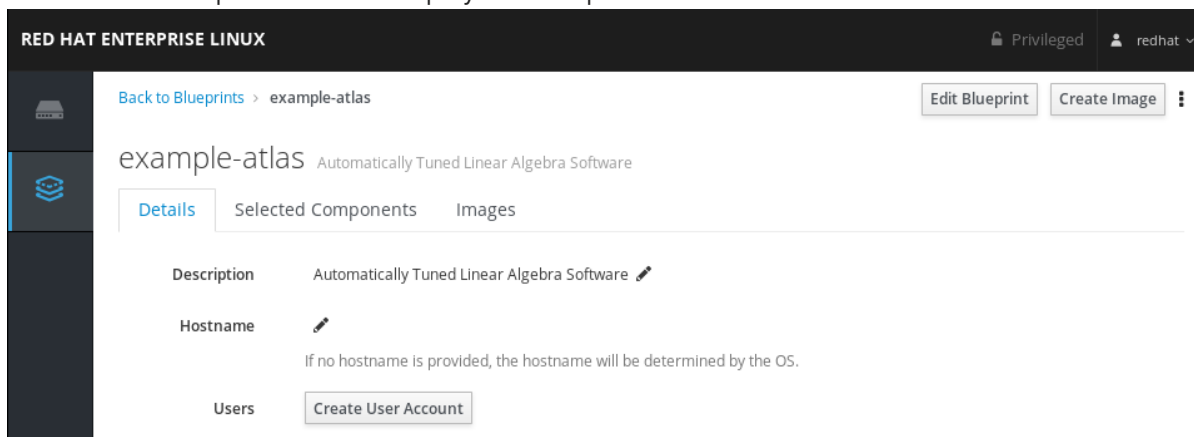 RED HAT ENTERPRISE LINUX Privileged redhat
Back to Blueprints > example-atlas Edit Blueprint Create Image
example-atlas Automatically Tuned Linear Algebra Software
Details Selected Components Images
Description Automatically Tuned Linear Algebra Software
Hostname
If no hostname is provided, the hostname will be determined by the OS.
Users Create User Account